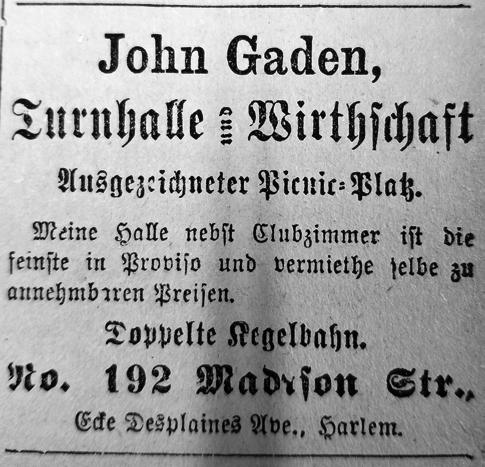 John Gaden,
Turnhalle & Wirthschaft
Ausgezeichneter Picnic-Platz.
Meine Halle nebst Clubzimmer ist die
feinste in Proviso und vermiethe selbe zu
annehmbaren Preisen.
Doppelte Kegelbahn.
No. 192 Madison Str.,
Ecke Desplaines Ave., Harlem.